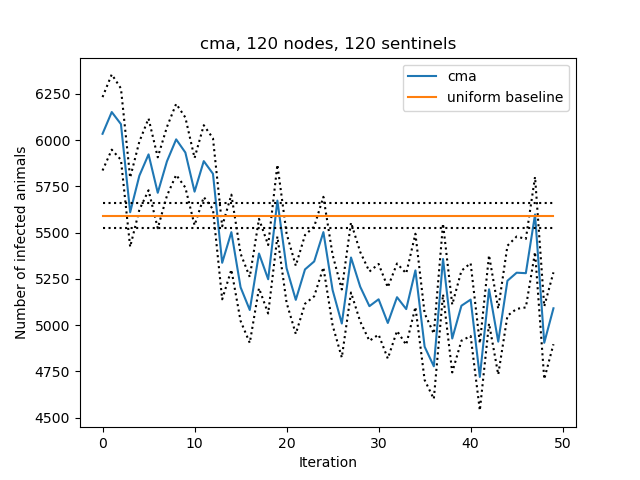 cma, 120 nodes, 120 sentinels
cma
uniform baseline
Number of infected animals
6250
6000
5750
5500
5250
5000
4750
4500
0 10 20 30 40 50
Iteration